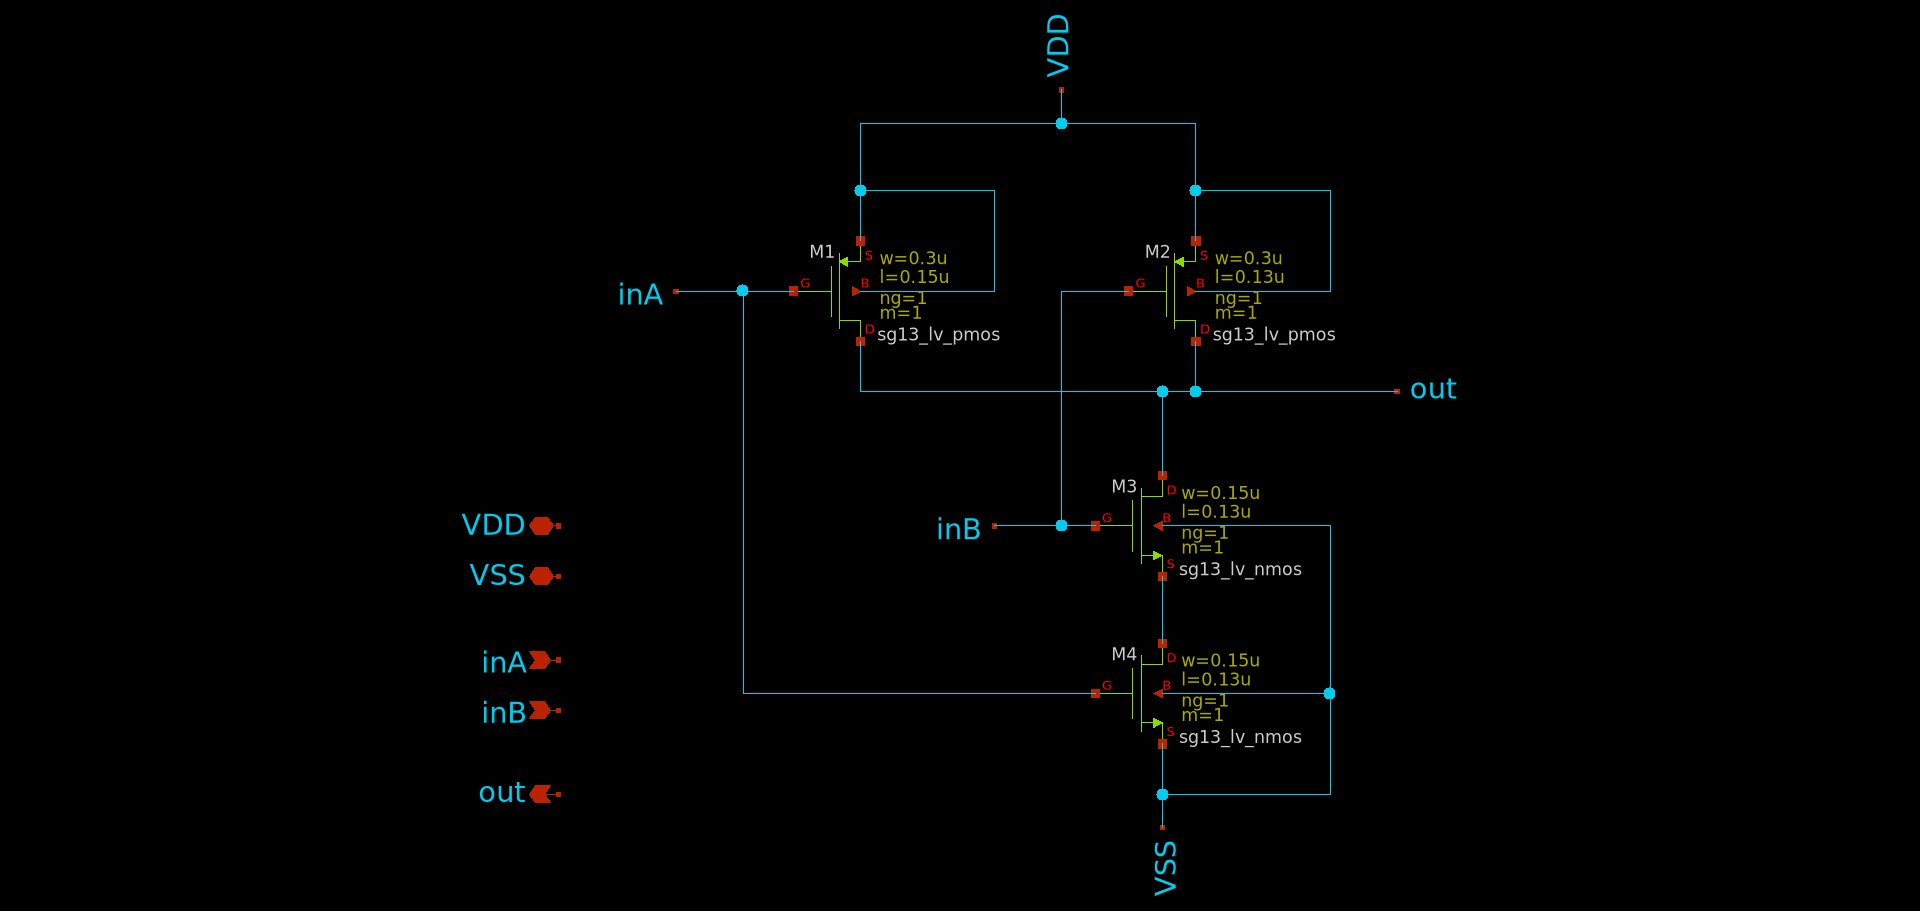 VDD
M1
S
w=0.3u
l=0.15u
G
B
ng=1
m=1
D
sg13_lv_pmos
M2
S
w=0.3u
l=0.13u
G
B
ng=1
m=1
D
sg13_lv_pmos
inA
out
M3
D
w=0.15u
l=0.13u
G
B
ng=1
m=1
S
sg13_lv_nmos
inB
M4
D
w=0.15u
l=0.13u
G
B
ng=1
m=1
S
sg13_lv_nmos
VSS
VDD
VSS
inA
inB
out